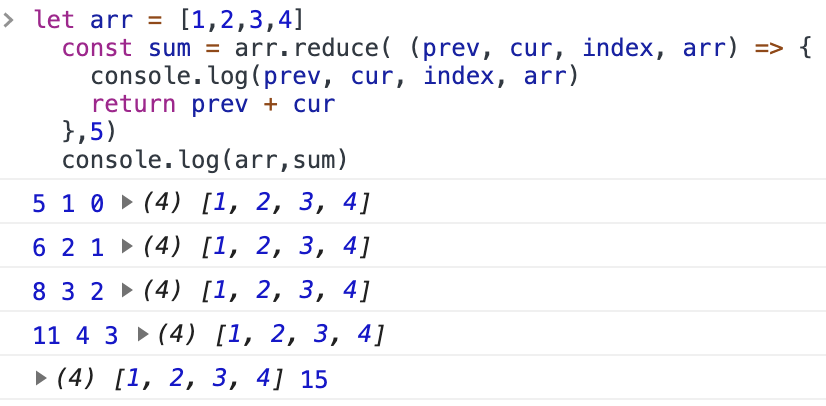 > let arr = [1,2,3,4]
const sum = arr.reduce( (prev, cur, index, arr) => {
console.log(prev, cur, index, arr)
return prev + cur
},5)
console.log(arr,sum)
5 1 0 ▶(4) [1, 2, 3, 4]
6 2 1 ▶(4) [1, 2, 3, 4]
8 3 2 ▶(4) [1, 2, 3, 4]
11 4 3 ▶(4) [1, 2, 3, 4]
▶(4) [1, 2, 3, 4] 15